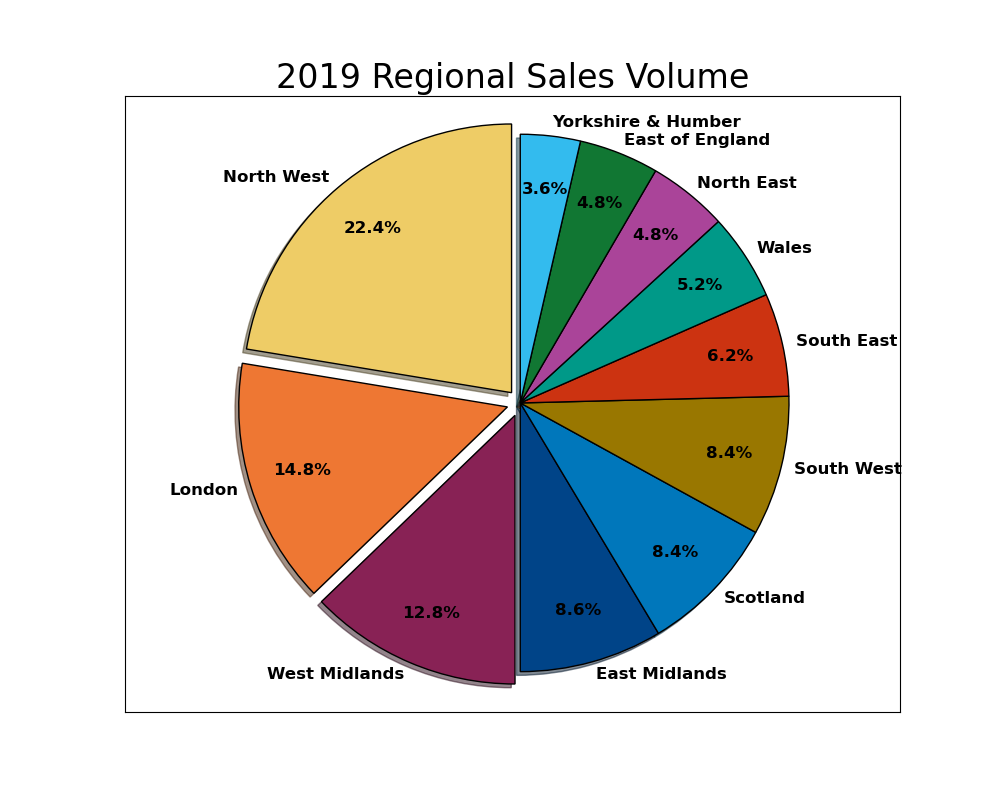 2019 Regional Sales Volume
Yorkshire & Humber
East of England
North West
North East
3.6%
4.8%
22.4%
4.8%
Wales
5.2%
South East
6.2%
South West
8.4%
14.8%
London
8.4%
Scotland
12.8%
8.6%
West Midlands
East Midlands